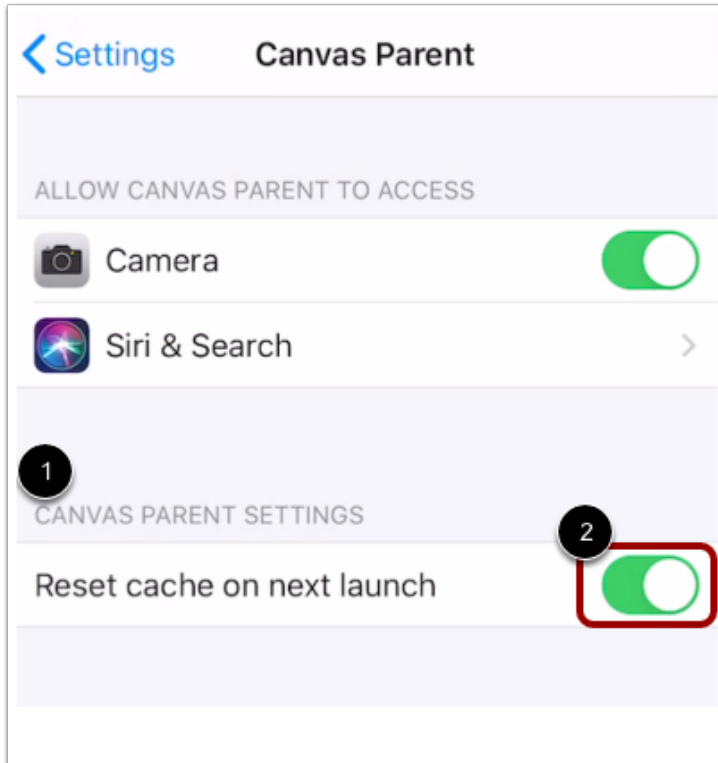 Settings
Canvas Parent
ALLOW CANVAS PARENT TO ACCESS
Camera
Siri & Search
1
CANVAS PARENT SETTINGS
2
Reset cache on next launch